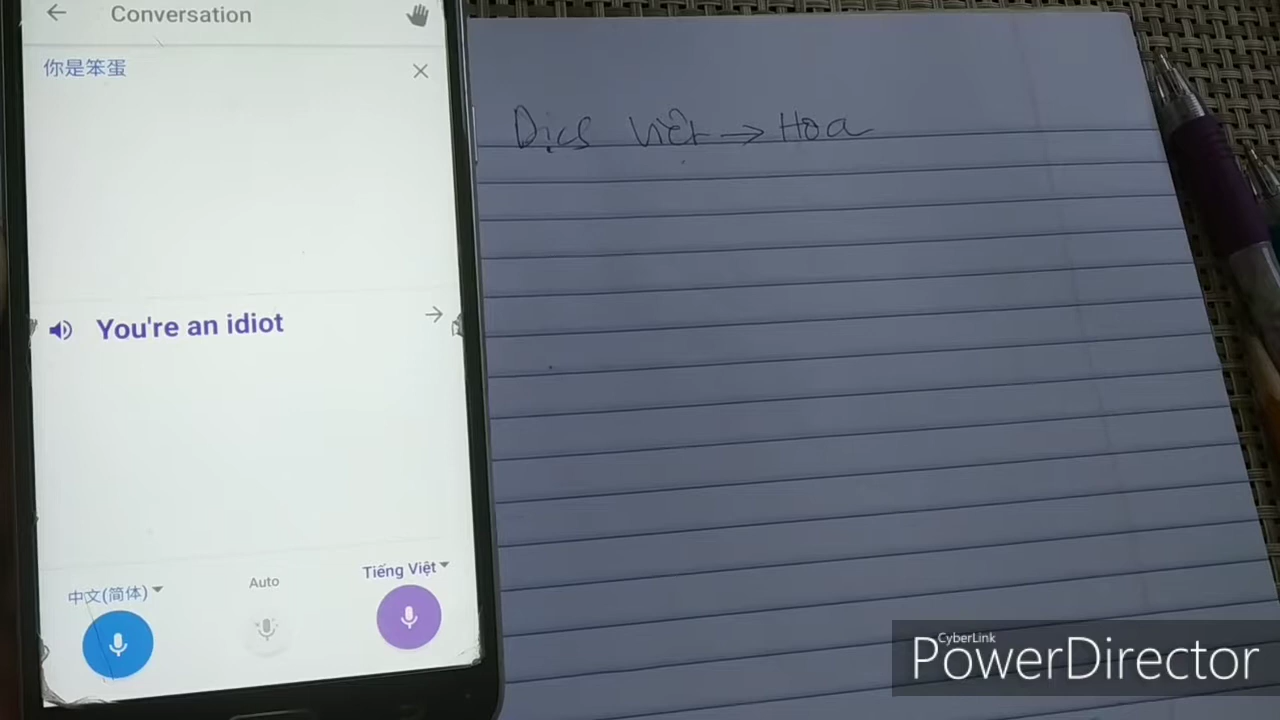 Conversation
你是笨蛋
You're an idiot
中文(简体)
Auto
Tiếng Việt
Dịch Việt → Hoa
CyberLink
PowerDirector